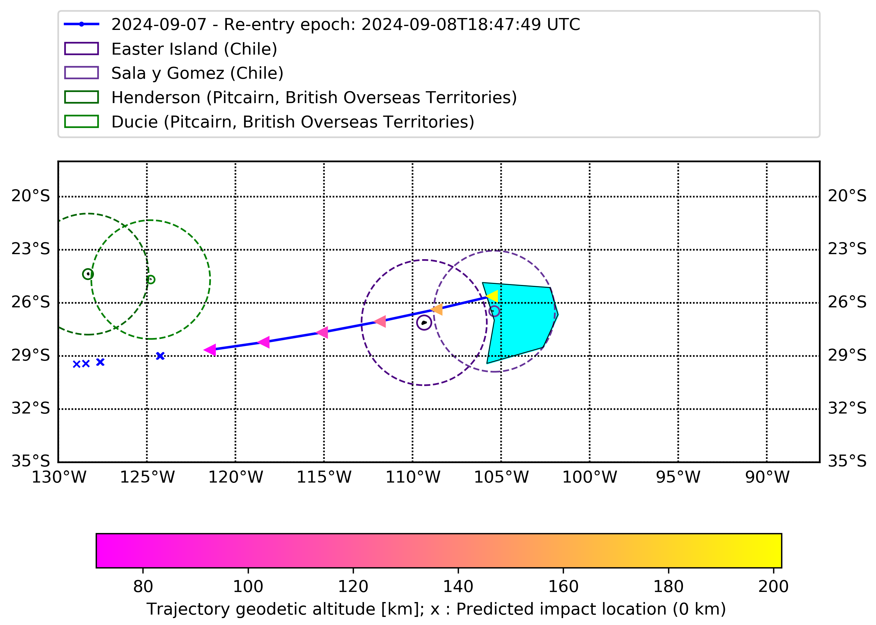 2024-09-07 - Re-entry epoch: 2024-09-08T18:47:49 UTC
Easter Island (Chile)
Sala y Gomez (Chile)
Henderson (Pitcairn, British Overseas Territories)
Ducie (Pitcairn, British Overseas Territories)
20°S 20°S
23°S 23°S
26°S 26°S
29°S 29°S
32°S 32°S
35°S 35°S
130°W 125°W 120°W 115°W 110°W 105°W 100°W 95°W 90°W
80 100 120 140 160 180 200
Trajectory geodetic altitude [km]; x : Predicted impact location (0 km)